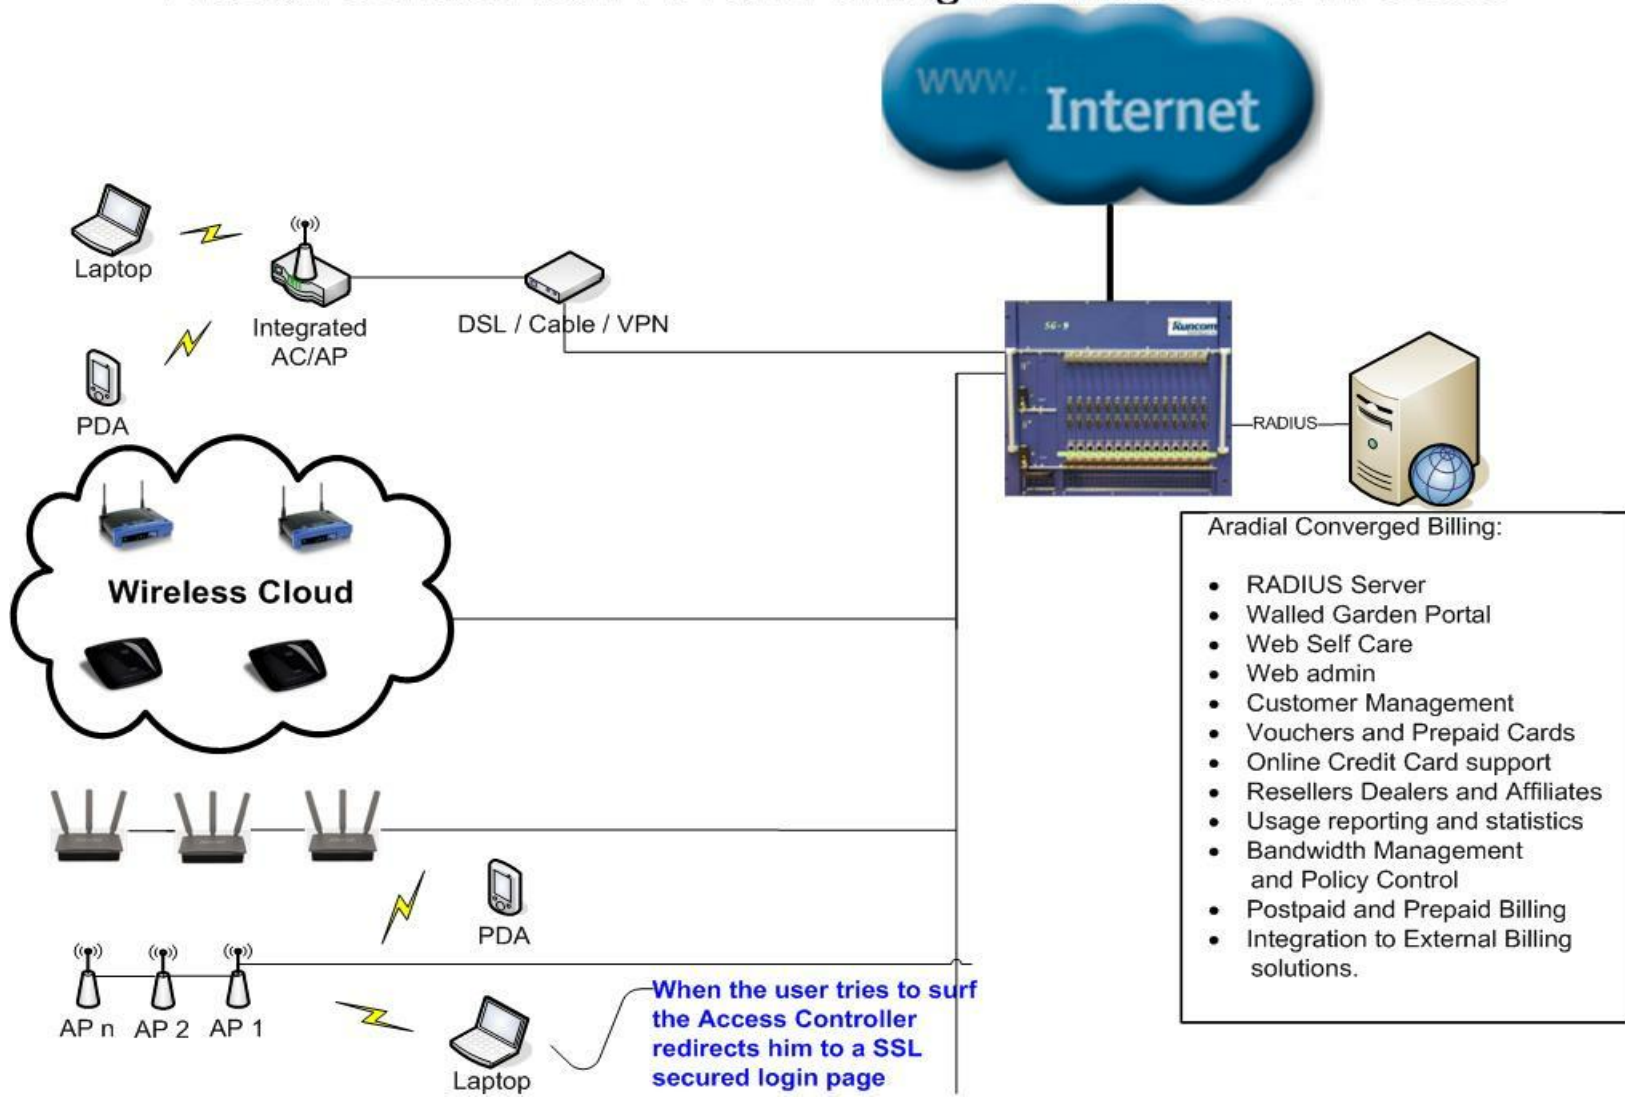 www.
Internet
Laptop
Integrated
AC/AP
DSL / Cable / VPN
PDA
SG-9
Runcom
RADIUS
Wireless Cloud
Aradial Converged Billing:
• RADIUS Server
• Walled Garden Portal
• Web Self Care
• Web admin
• Customer Management
• Vouchers and Prepaid Cards
• Online Credit Card support
• Resellers Dealers and Affiliates
• Usage reporting and statistics
• Bandwidth Management
and Policy Control
• Postpaid and Prepaid Billing
• Integration to External Billing
solutions.
PDA
AP n
AP 2
AP 1
Laptop
When the user tries to surf
the Access Controller
redirects him to a SSL
secured login page